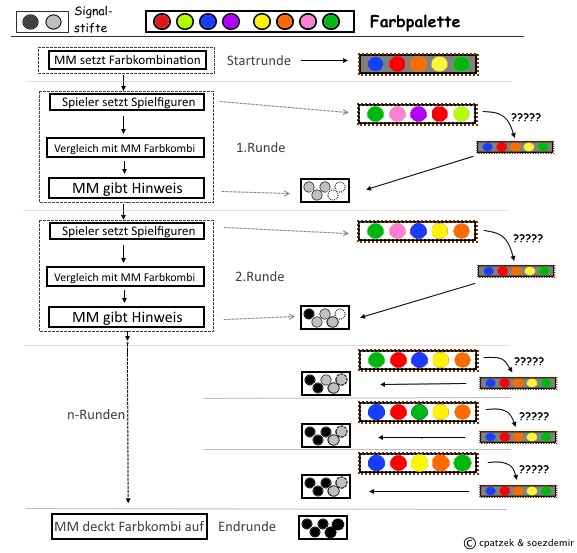 Signal-
stifte
Farbpalette
MM setzt Farbkombination
Startrunde
Spieler setzt Spielfiguren
?????
Vergleich mit MM Farbkombi
1.Runde
MM gibt Hinweis
Spieler setzt Spielfiguren
?????
Vergleich mit MM Farbkombi
2.Runde
MM gibt Hinweis
?????
n-Runden
?????
?????
MM deckt Farbkombi auf
Endrunde
© cpatzek & soezdemir